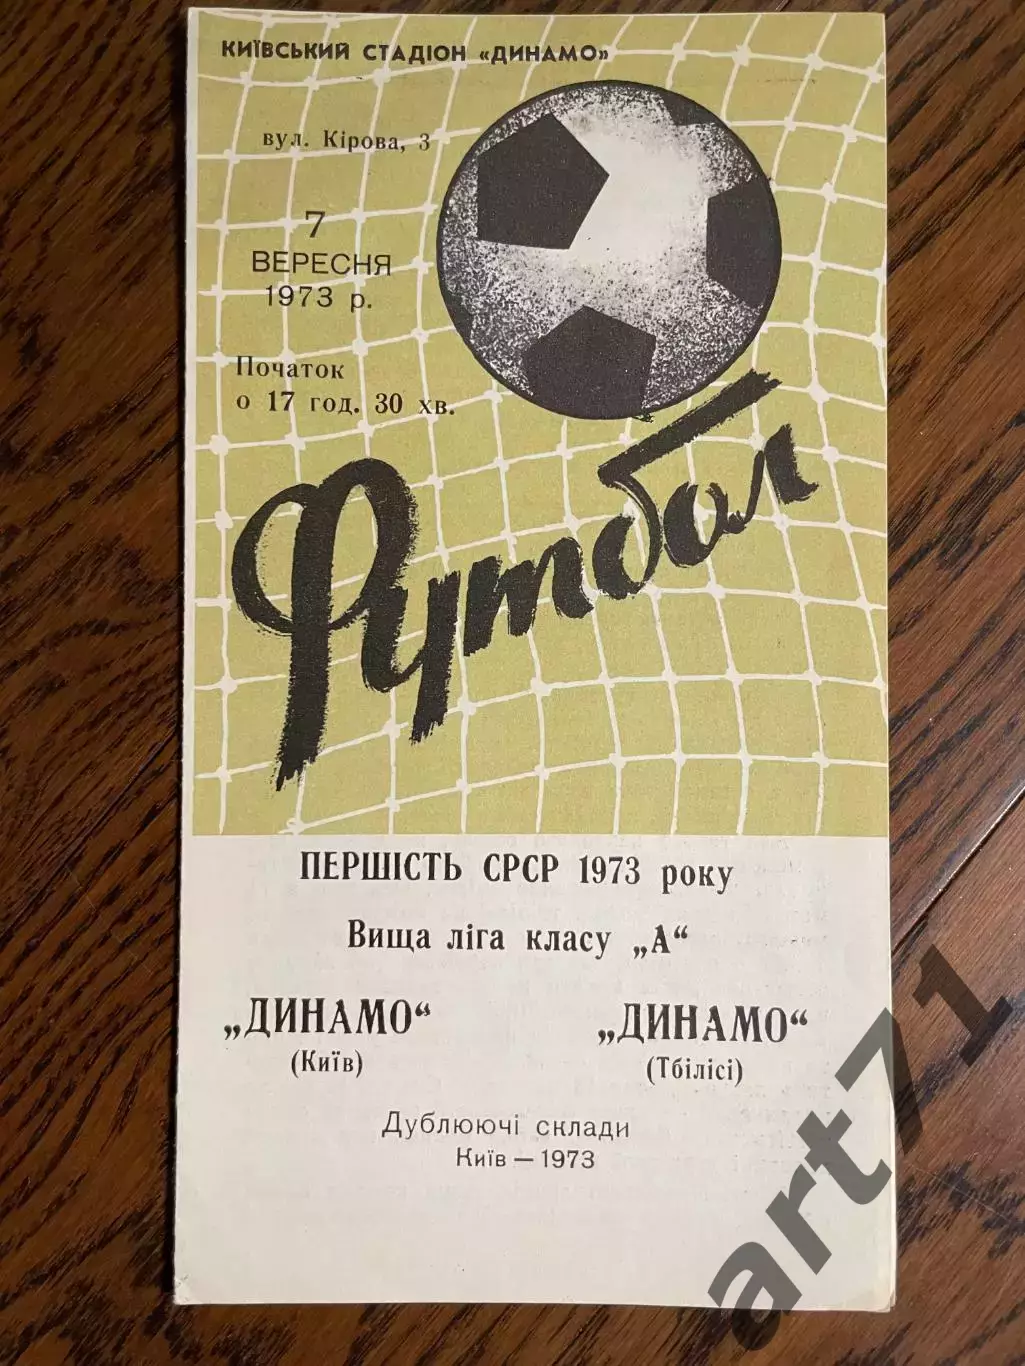 КИЇВСЬКИЙ СТАДІОН «ДИНАМО»
вул. Кірова, 3
7
ВЕРЕСНЯ
1973 р.
Початок
о 17 год. 30 хв.
Футбол
ПЕРШІСТЬ СРСР 1973 року
Вища ліга класу „А“
„ДИНАМО“ „ДИНАМО“
(Київ) (Тбілісі)
Дублюючі склади
Київ — 1973
art71